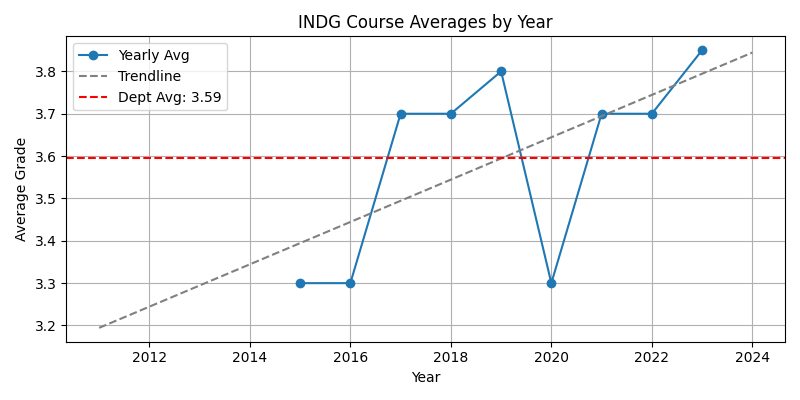 INDG Course Averages by Year
Yearly Avg
Trendline
Dept Avg: 3.59
Average Grade
3.8
3.7
3.6
3.5
3.4
3.3
3.2
2012 2014 2016 2018 2020 2022 2024
Year